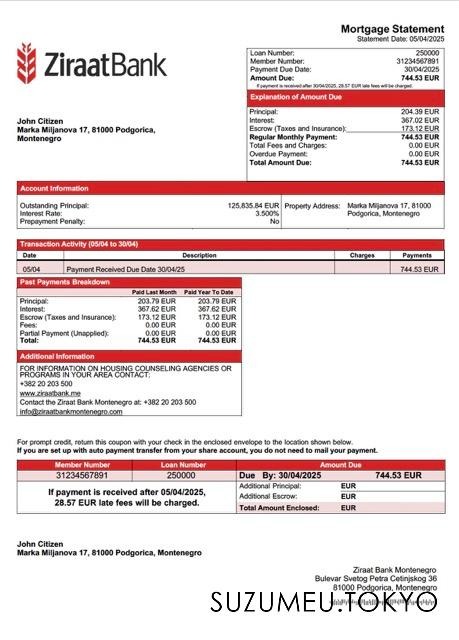 Mortgage Statement
Statement Date: 05/04/2025
ZiraatBank
Loan Number: 250000
Member Number: 31234567891
Payment Due Date: 30/04/2025
Amount Due: 744.53 EUR
If payment is received after 30/04/2025, 28.57 EUR late fees will be charged.
Explanation of Amount Due
Principal: 204.39 EUR
Interest: 367.02 EUR
Escrow (Taxes and Insurance): 173.12 EUR
Regular Monthly Payment: 744.53 EUR
Total Fees and Charges: 0.00 EUR
Overdue Payment: 0.00 EUR
Total Amount Due: 744.53 EUR
John Citizen
Marka Miljanova 17, 81000 Podgorica,
Montenegro
Account Information
Outstanding Principal: 125,835.84 EUR
Interest Rate: 3.500%
Prepayment Penalty: No
Property Address: Marka Miljanova 17, 81000
Podgorica, Montenegro
Transaction Activity (05/04 to 30/04)
Date Description Charges Payments
05/04 Payment Received Due Date 30/04/25 744.53 EUR
Past Payments Breakdown
Paid Last Month Paid Year To Date
Principal: 203.79 EUR 203.79 EUR
Interest: 367.62 EUR 367.62 EUR
Escrow (Taxes and Insurance): 173.12 EUR 173.12 EUR
Fees: 0.00 EUR 0.00 EUR
Partial Payment (Unapplied): 0.00 EUR 0.00 EUR
Total: 744.53 EUR 744.53 EUR
Additional Information
FOR INFORMATION ON HOUSING COUNSELING AGENCIES OR
PROGRAMS IN YOUR AREA CONTACT:
+382 20 203 500
www.ziraatbank.me
Contact the Ziraat Bank Montenegro at: +382 20 203 500
info@ziraatbankmontenegro.com
For prompt credit, return this coupon with your check in the enclosed envelope to the location shown below.
If you are set up with auto payment transfer from your share account, you do not need to mail your payment.
Member Number Loan Number Amount Due
31234567891 250000 Due By: 30/04/2025 744.53 EUR
If payment is received after 05/04/2025,
28.57 EUR late fees will be charged.
Additional Principal: EUR
Additional Escrow: EUR
Total Amount Enclosed: EUR
John Citizen
Marka Miljanova 17, 81000 Podgorica, Montenegro
Ziraat Bank Montenegro
Bulevar Svetog Petra Cetinjskog 36
81000 Podgorica, Montenegro
SUZUMEU.TOKYO